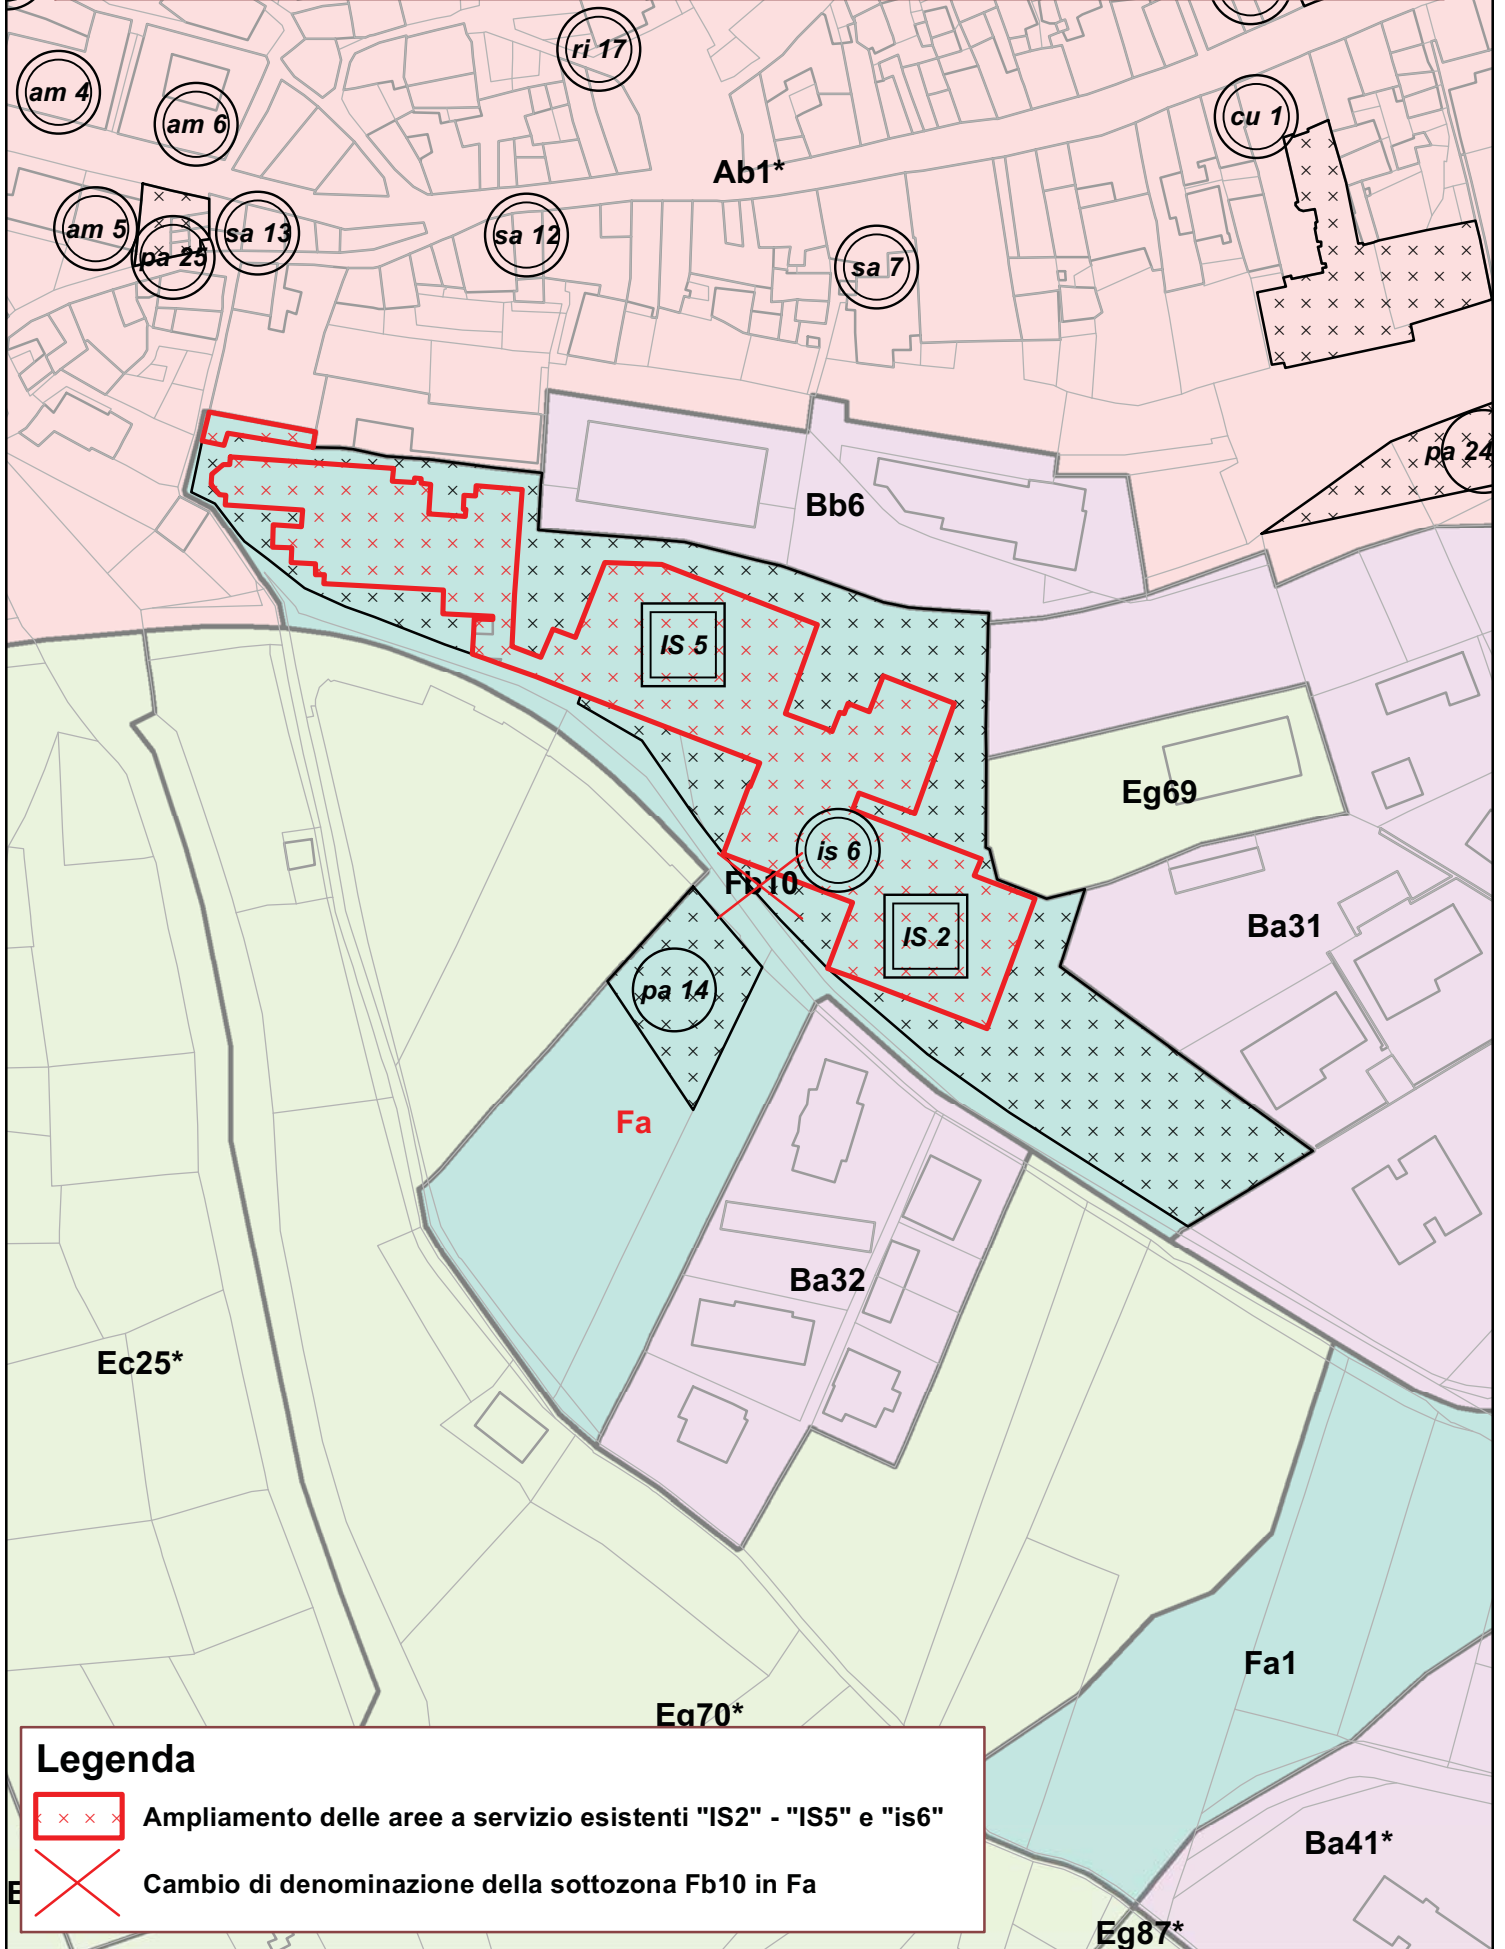 ri 17
am 4
cu 1
am 6
Ab1*
am 5
sa 13
sa 12
pa 25
sa 7
pa 24
Bb6
IS 5
Eg69
is 6
Fb10
Ba31
IS 2
pa 14
Fa
Ba32
Ec25*
Fa1
Eg70*
Legenda
Ampliamento delle aree a servizio esistenti "IS2" - "IS5" e "is6"
Cambio di denominazione della sottozona Fb10 in Fa
Ba41*
Eg87*